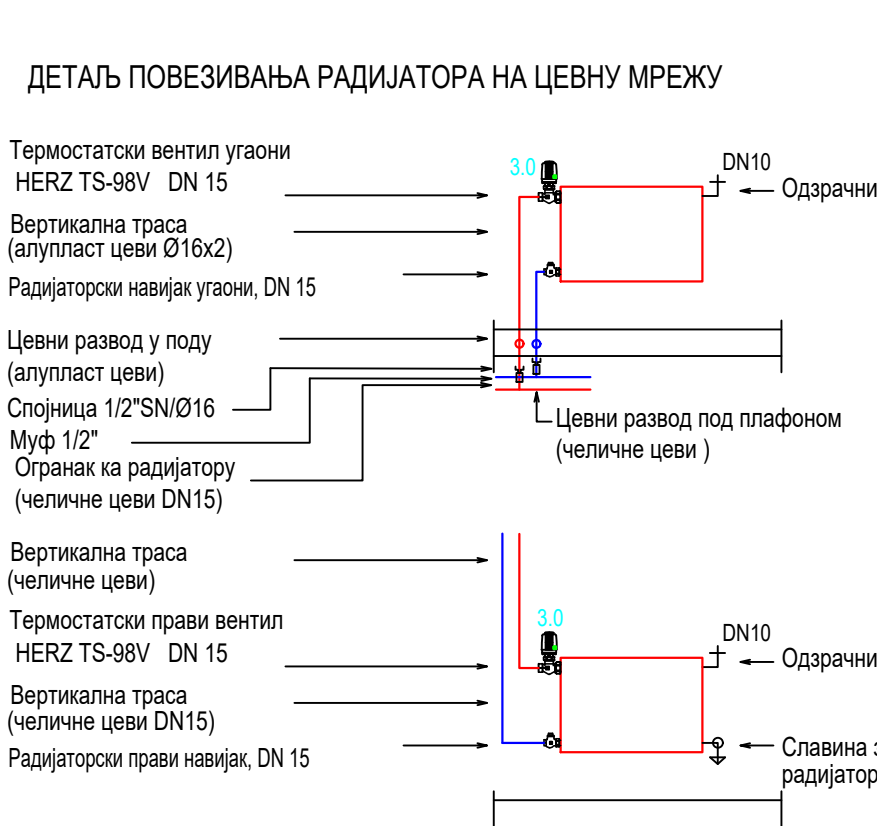 ДЕТАЉ ПОВЕЗИВАЊА РАДИЈАТОРА НА ЦЕВНУ МРЕЖУ
Термостатски вентил угаони
HERZ TS-98V DN 15
Вертикална траса
(алупласт цеви Ø16x2)
Радијаторски навијак угаони, DN 15
Цевни развод у поду
(алупласт цеви)
Спојница 1/2"SN/Ø16
Муф 1/2"
Огранак ка радијатору
(челичне цеви DN15)
3.0
DN10
Одзрачни
Цевни развод под плафоном
(челичне цеви )
Вертикална траса
(челичне цеви)
Термостатски прави вентил
HERZ TS-98V DN 15
Вертикална траса
(челичне цеви DN15)
Радијаторски прави навијак, DN 15
3.0
DN10
Одзрачни
Славина
радијатор